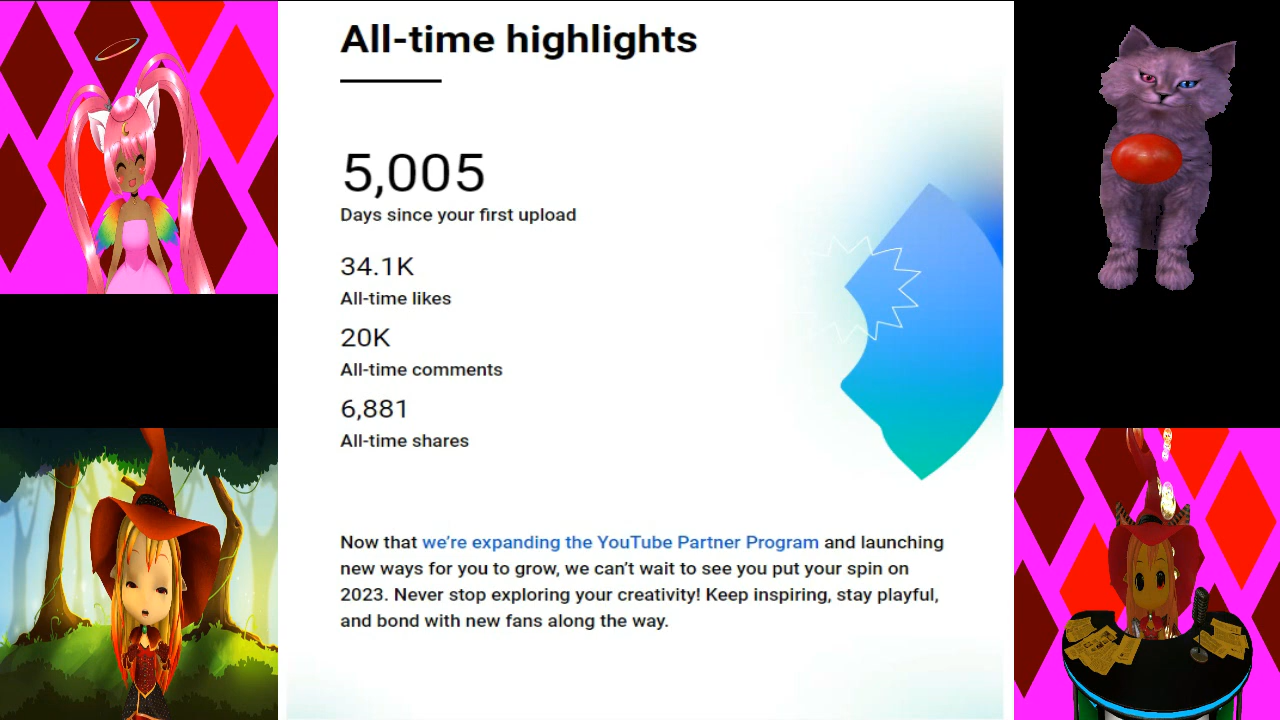 All-time highlights
5,005
Days since your first upload
34.1K
All-time likes
20K
All-time comments
6,881
All-time shares
Now that we’re expanding the YouTube Partner Program and launching
new ways for you to grow, we can’t wait to see you put your spin on
2023. Never stop exploring your creativity! Keep inspiring, stay playful,
and bond with new fans along the way.